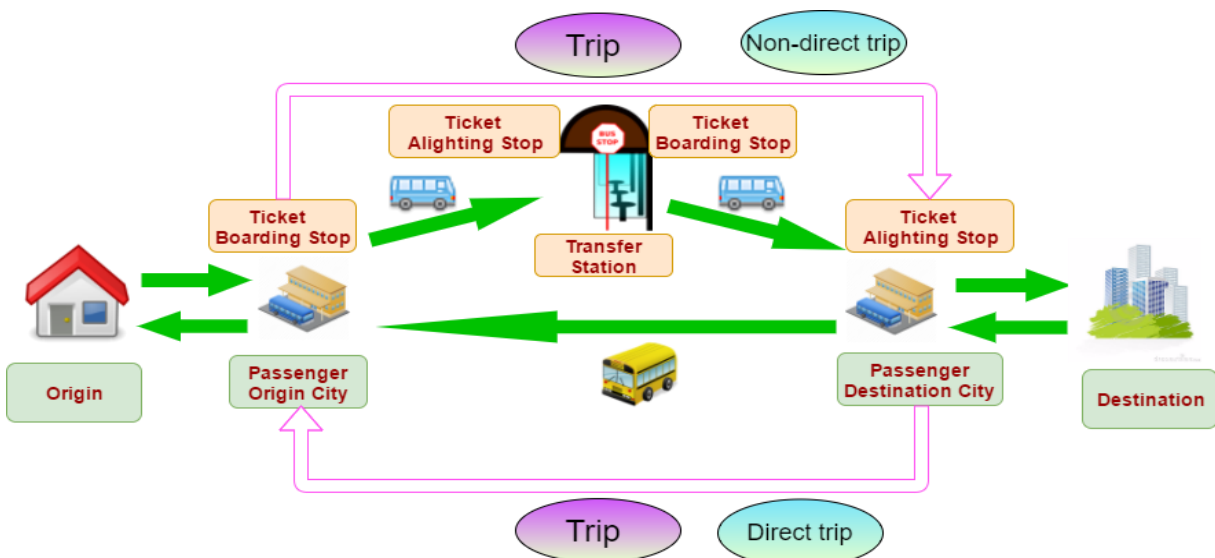 Trip
Non-direct trip
Ticket
Alighting Stop
BUS
STOP
Ticket
Boarding Stop
Ticket
Boarding Stop
Transfer
Station
Ticket
Alighting Stop
Origin
Passenger
Origin City
Passenger
Destination City
Destination
Trip
Direct trip